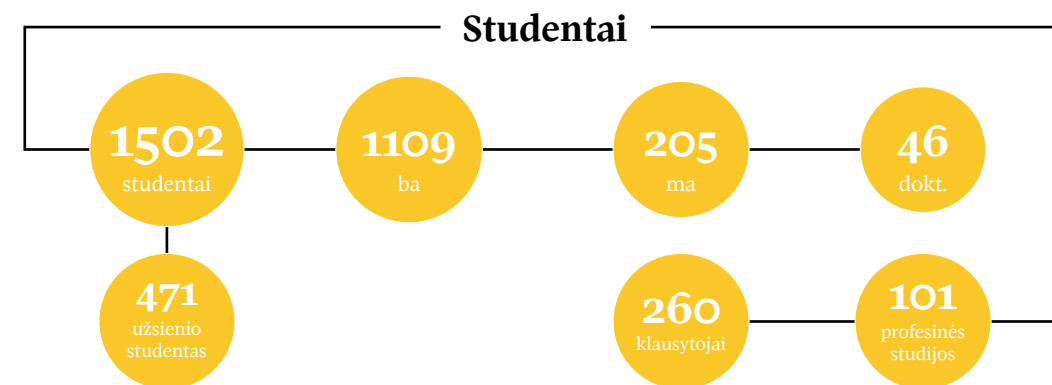 Studentai
1502
studentai
1109
ba
205
ma
46
dokt.
471
užsienio
studentas
260
klausytojai
101
profesinės
studijos